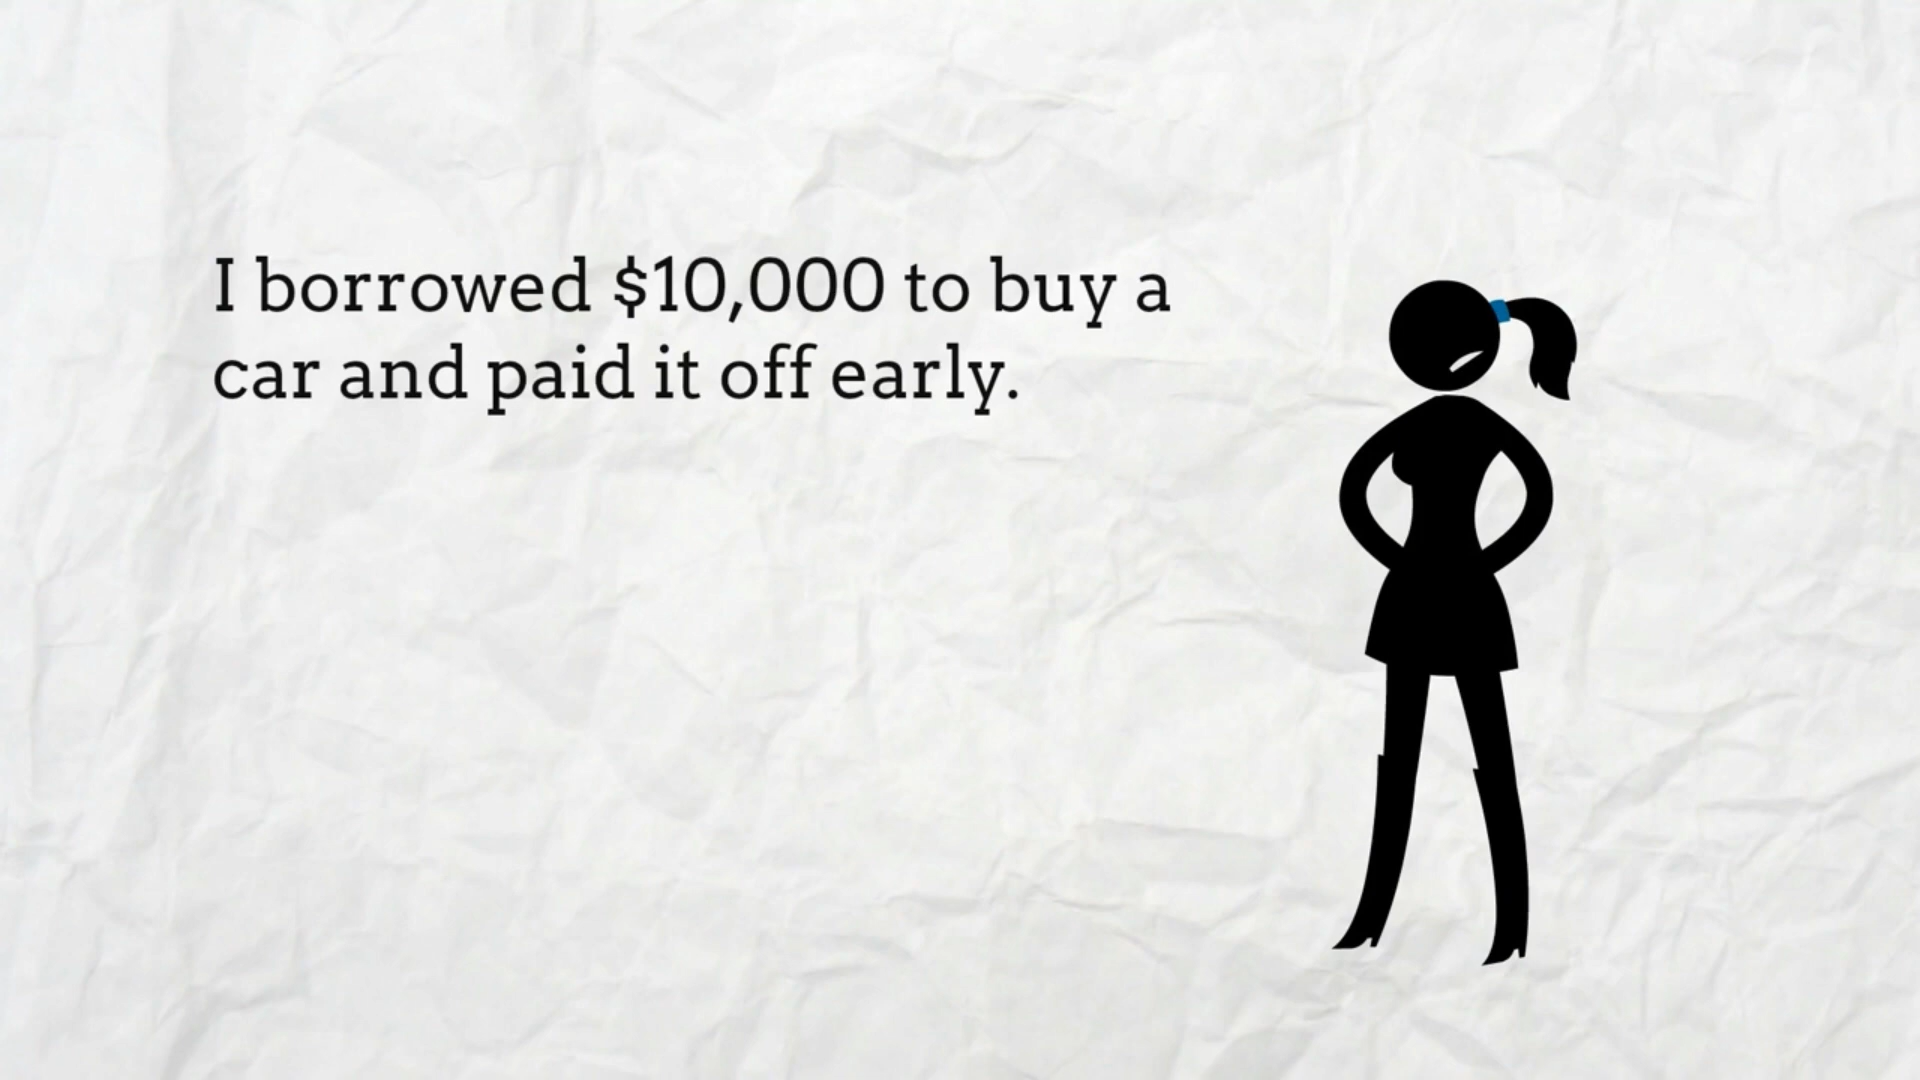 I borrowed $10,000 to buy a
car and paid it off early.